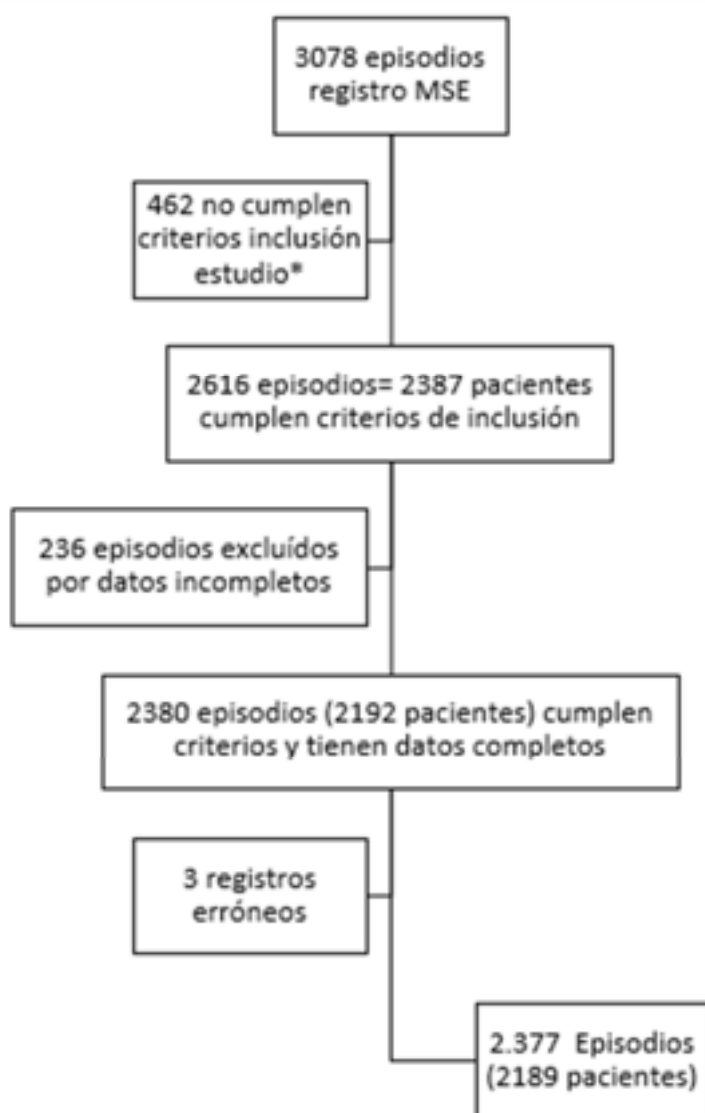 3078 episodios
registro MSE
462 no cumplen
criterios inclusión
estudio*
2616 episodios= 2387 pacientes
cumplen criterios de inclusión
236 episodios excluídos
por datos incompletos
2380 episodios (2192 pacientes) cumplen
criterios y tienen datos completos
3 registros
erróneos
2.377 Episodios
(2189 pacientes)